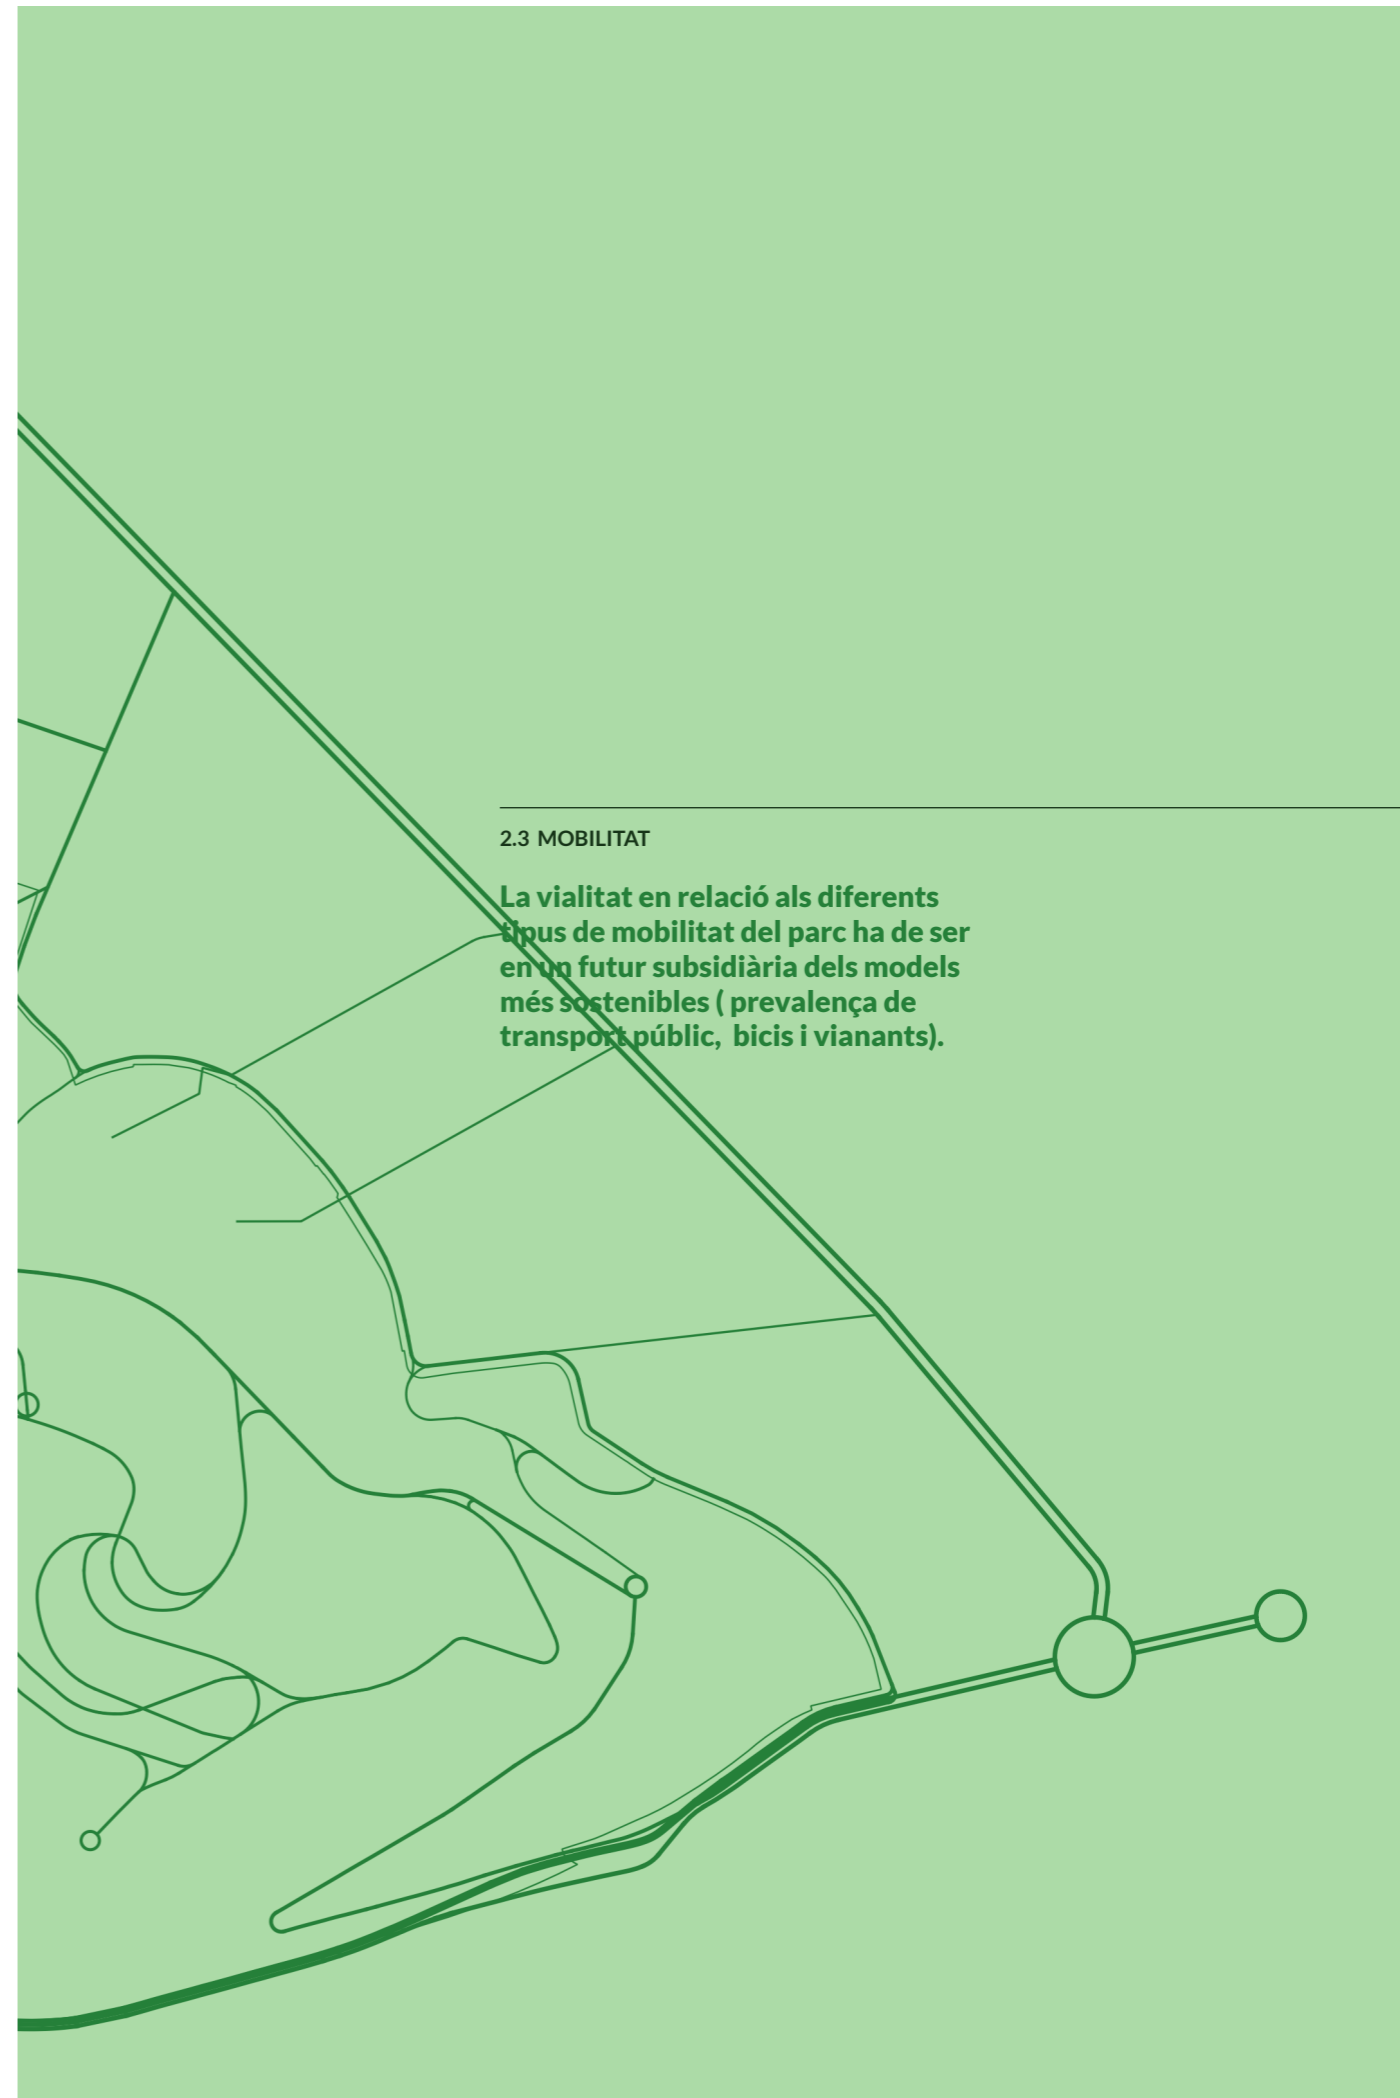 2.3 MOBILITAT
La vialitat en relació als diferents
tipus de mobilitat del parc ha de ser
en un futur subsidiària dels models
més sostenibles ( prevalença de
transport públic,  bicis i vianants).